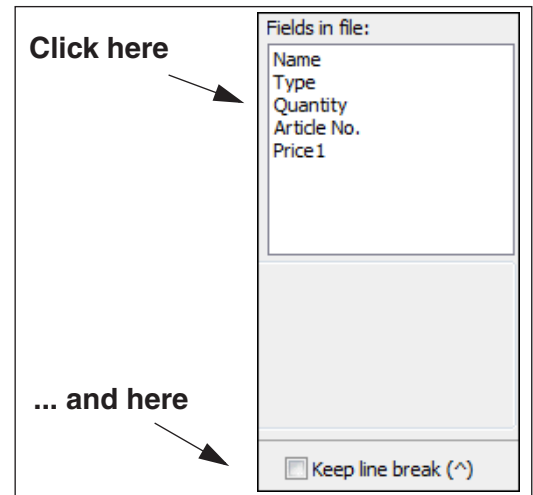 Fields in file:
Click here
Name
Type
Quantity
Article No.
Price1
... and here
Keep line break (^)